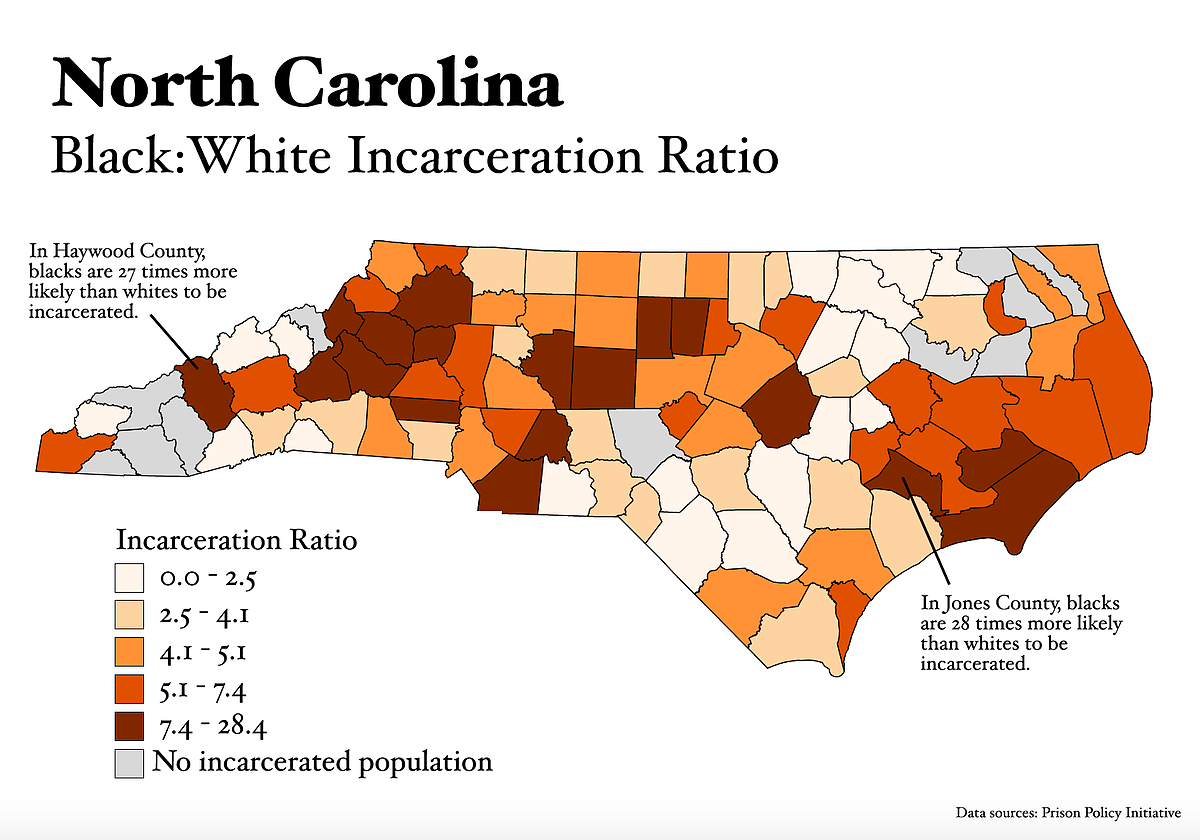 North Carolina
Black:White Incarceration Ratio
In Haywood County,
blacks are 27 times more
likely than whites to be
incarcerated.
Incarceration Ratio
0.0 - 2.5
2.5 - 4.1
4.1 - 5.1
5.1 - 7.4
7.4 - 28.4
No incarcerated population
In Jones County, blacks
are 28 times more likely
than whites to be
incarcerated.
Data sources: Prison Policy Initiative